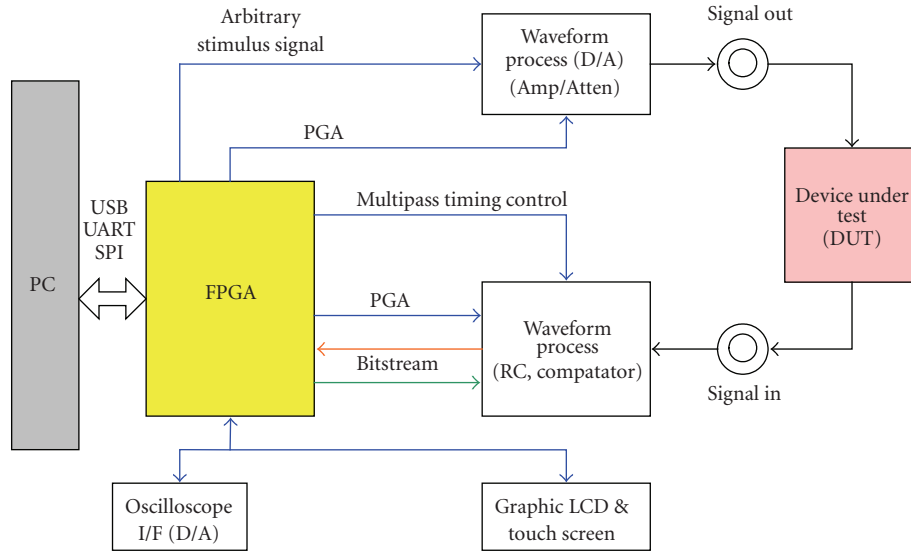 Arbitrary
stimulus signal
Waveform
process (D/A)
(Amp/Atten)
Signal out
PGA
USB
UART
SPI
PC
FPGA
Multipass timing control
PGA
Bitstream
Waveform
process
(RC, compatator)
Device under
test
(DUT)
Signal in
Oscilloscope
I/F (D/A)
Graphic LCD &
touch screen